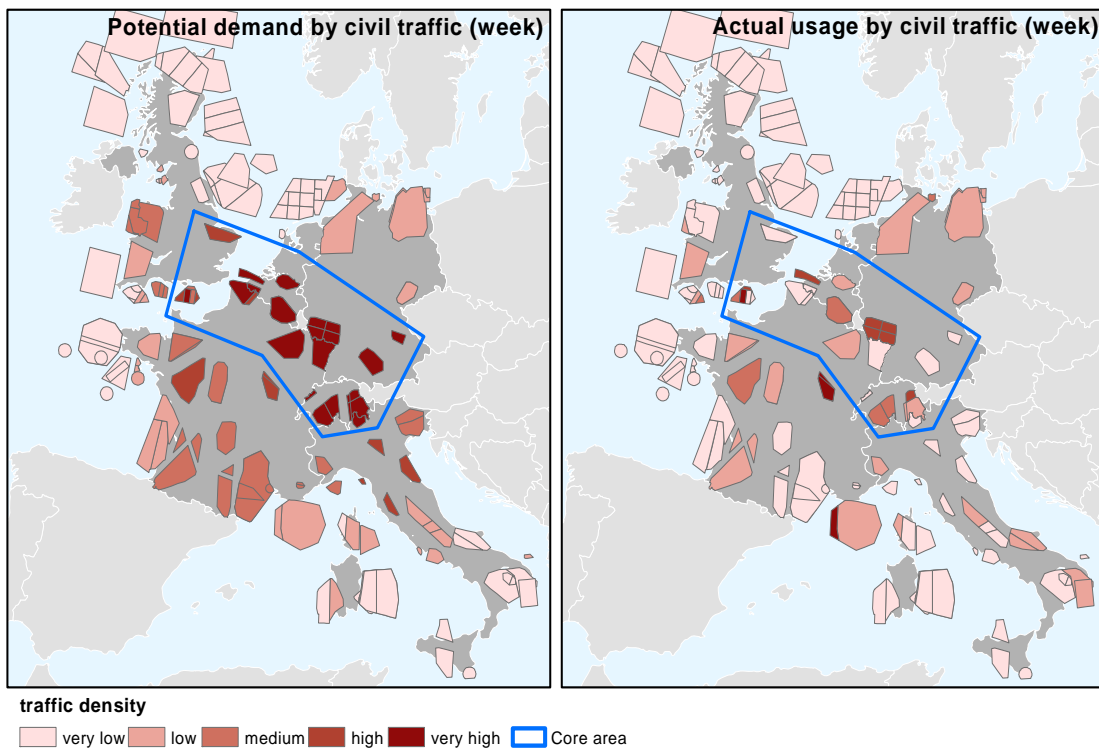 Potential demand by civil traffic (week)
Actual usage by civil traffic (week)
traffic density
very low low medium high very high Core area